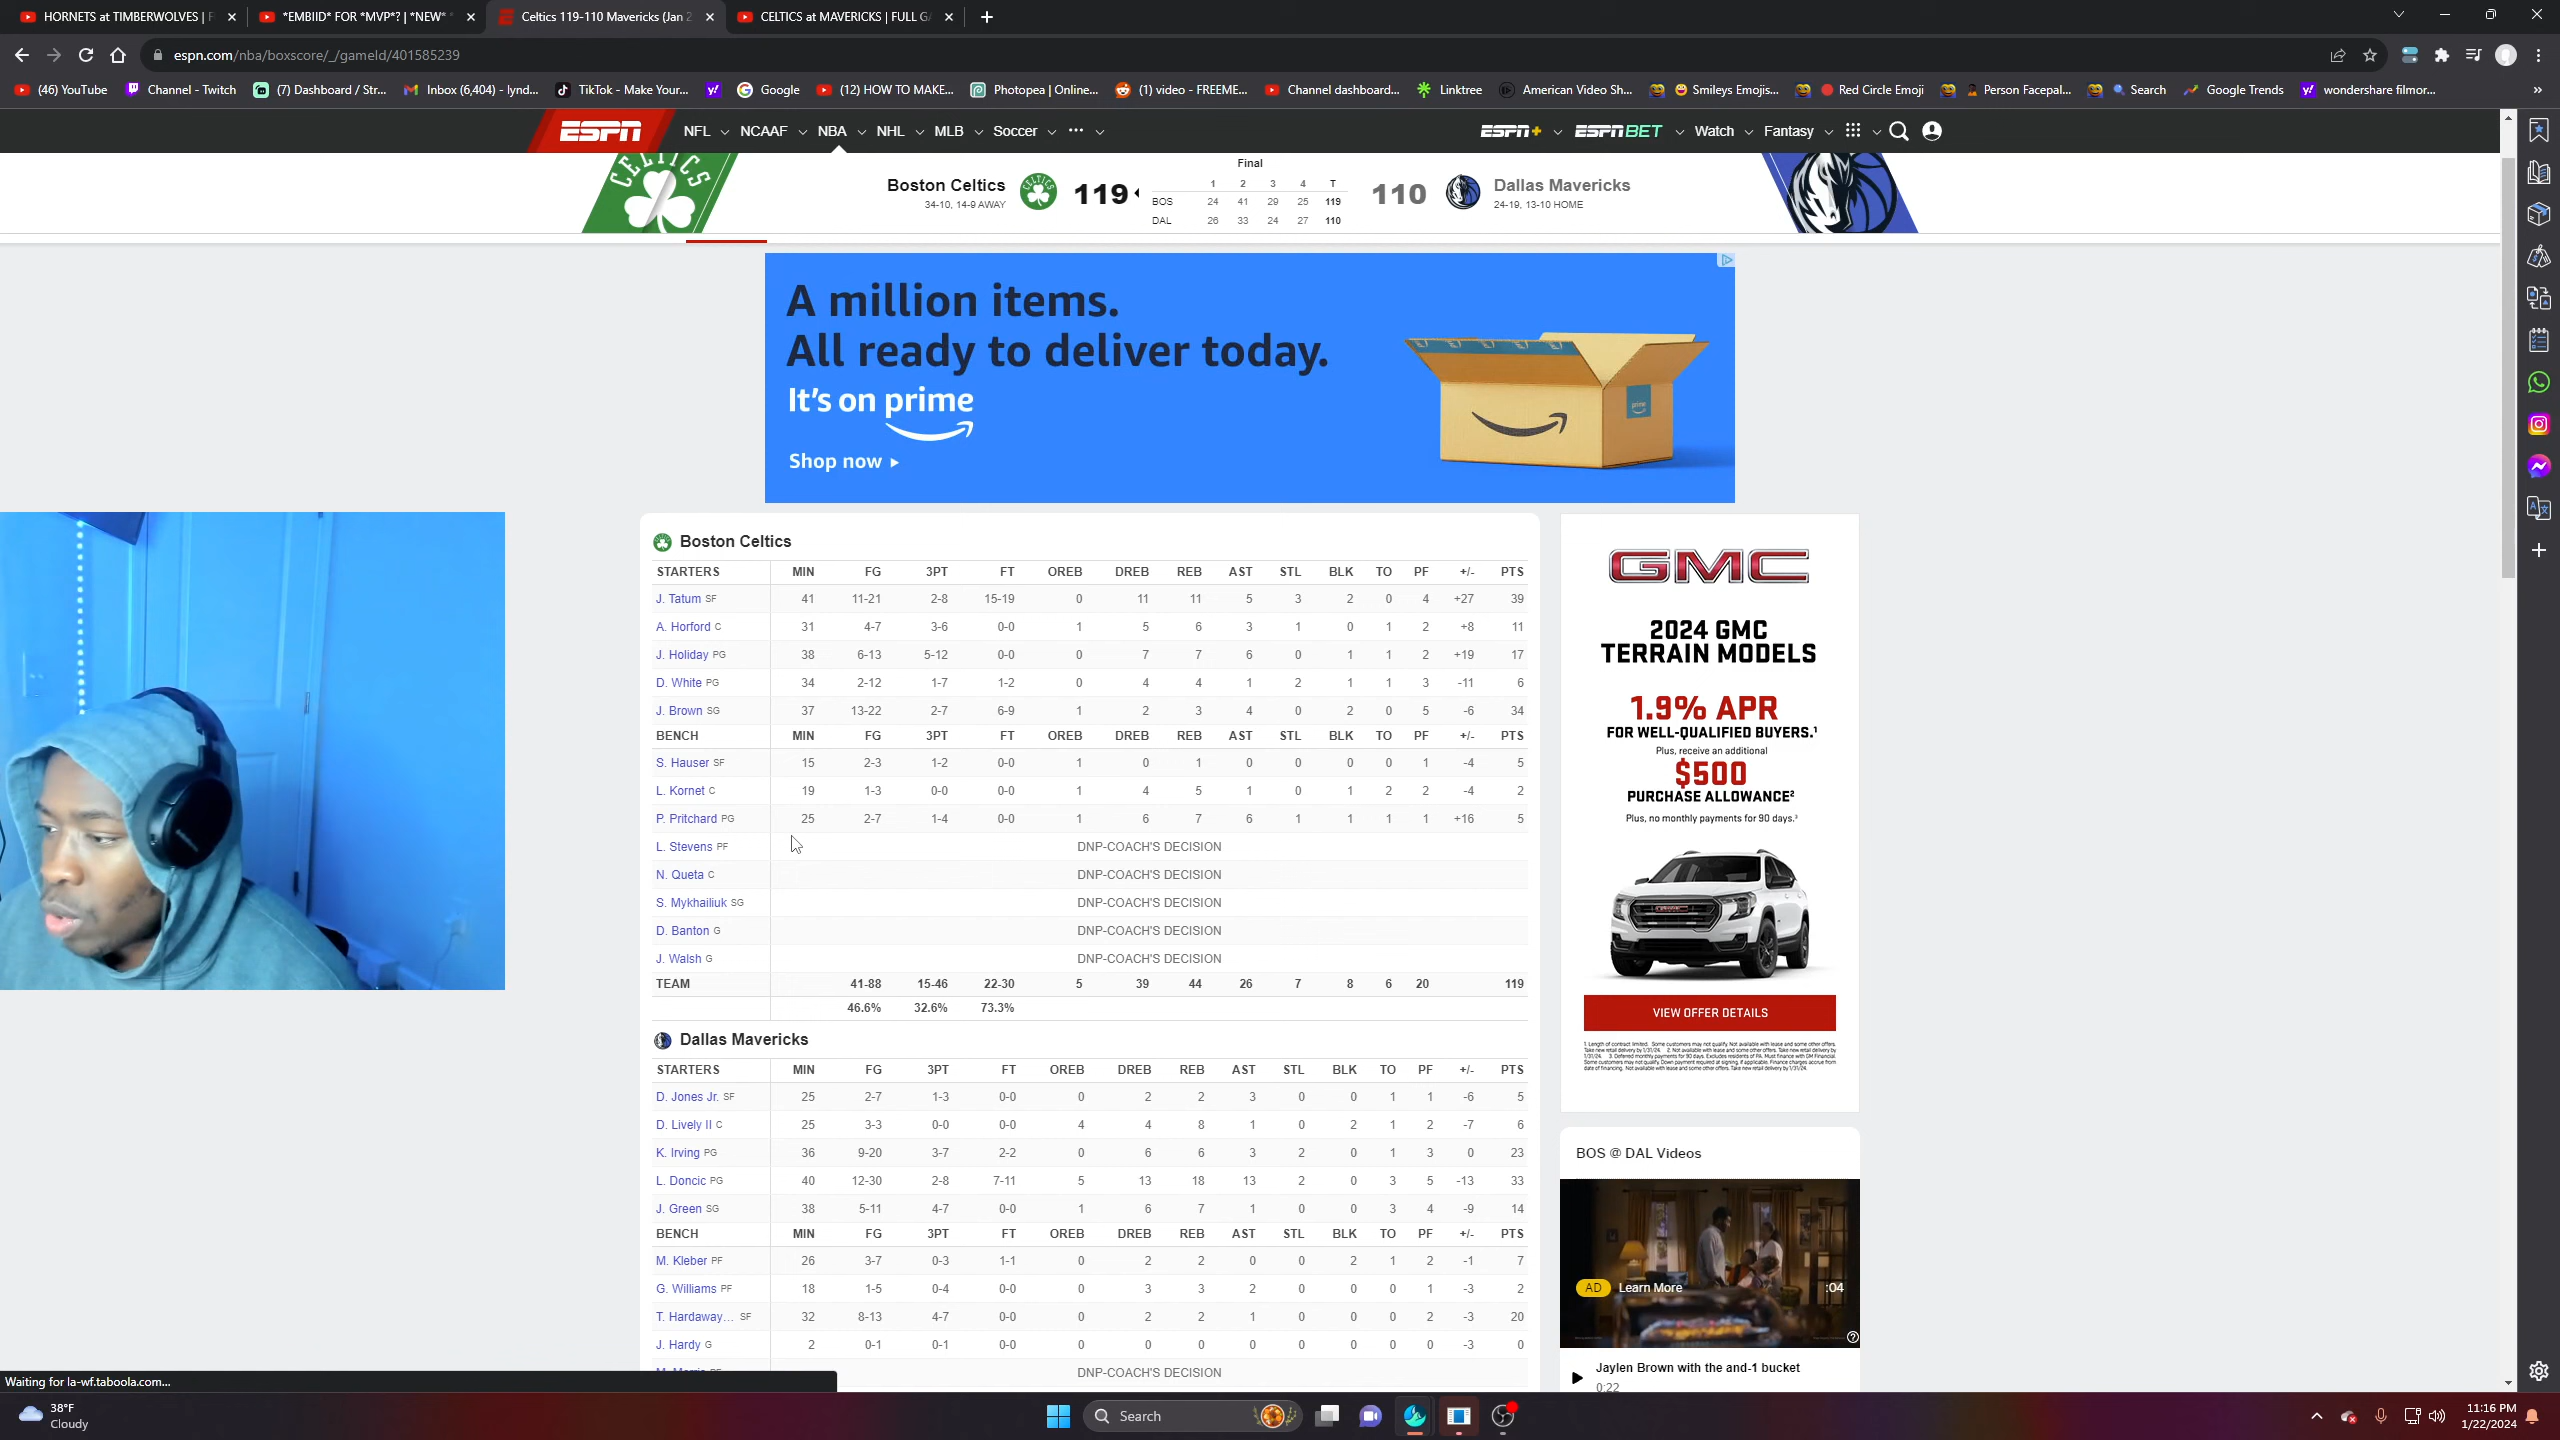 HORNETS at TIMBERWOLVES | F
*EMBIID* FOR *MVP*? | *NEW*
Celtics 119-110 Mavericks (Jan 2
CELTICS at MAVERICKS | FULL GA
espn.com/nba/boxscore/_/gameId/401585239
(46) YouTube
Channel - Twitch
(7) Dashboard / Str...
Inbox (6,404) - lynd...
TikTok - Make Your...
Google
(12) HOW TO MAKE...
Photopea | Online...
(1) video - FREEME...
Channel dashboard...
Linktree
American Video Sh...
Smileys Emojis...
Red Circle Emoji
Person Facepal...
Search
Google Trends
wondershare filmor...
ESPN NFL NCAAF NBA NHL MLB Soccer ESPN+ ESPN BET Watch Fantasy
CELTICS
Final
Boston Celtics
34-10, 14-9 AWAY
119
1 2 3 4 T
BOS 24 41 29 25 119
DAL 26 33 24 27 110
110
Dallas Mavericks
24-19, 13-10 HOME
A million items.
All ready to deliver today.
It's on prime
Shop now
prime
Boston Celtics
STARTERS MIN FG 3PT FT OREB DREB REB AST STL BLK TO PF +/- PTS
J. Tatum SF 41 11-21 2-8 15-19 0 11 11 5 3 2 0 4 +27 39
A. Horford C 31 4-7 3-6 0-0 1 5 6 3 1 0 1 2 +8 11
J. Holiday PG 38 6-13 5-12 0-0 0 7 7 6 0 1 1 2 +19 17
D. White PG 34 2-12 1-7 1-2 0 4 4 1 2 1 1 3 -11 6
J. Brown SG 37 13-22 2-7 6-9 1 2 3 4 0 2 0 5 -6 34
BENCH MIN FG 3PT FT OREB DREB REB AST STL BLK TO PF +/- PTS
S. Hauser SF 15 2-3 1-2 0-0 1 0 1 0 0 0 0 1 -4 5
L. Kornet C 19 1-3 0-0 0-0 1 4 5 1 0 1 2 2 -4 2
P. Pritchard PG 25 2-7 1-4 0-0 1 6 7 6 1 1 1 1 +16 5
L. Stevens PF DNP-COACH'S DECISION
N. Queta C DNP-COACH'S DECISION
S. Mykhailiuk SG DNP-COACH'S DECISION
D. Banton G DNP-COACH'S DECISION
J. Walsh G DNP-COACH'S DECISION
TEAM 41-88 15-46 22-30 5 39 44 26 7 8 6 20 119
46.6% 32.6% 73.3%
Dallas Mavericks
STARTERS MIN FG 3PT FT OREB DREB REB AST STL BLK TO PF +/- PTS
D. Jones Jr. SF 25 2-7 1-3 0-0 0 2 2 3 0 0 1 1 -6 5
D. Lively II C 25 3-3 0-0 0-0 4 4 8 1 0 2 1 2 -7 6
K. Irving PG 36 9-20 3-7 2-2 0 6 6 3 2 0 1 3 0 23
L. Doncic PG 40 12-30 2-8 7-11 5 13 18 13 2 0 3 5 -13 33
J. Green SG 38 5-11 4-7 0-0 1 6 7 1 0 0 3 4 -9 14
BENCH MIN FG 3PT FT OREB DREB REB AST STL BLK TO PF +/- PTS
M. Kleber PF 26 3-7 0-3 1-1 0 2 2 0 0 2 1 2 -1 7
G. Williams PF 18 1-5 0-4 0-0 0 3 3 2 0 0 0 1 -3 2
T. Hardaway... SF 32 8-13 4-7 0-0 0 2 2 1 0 0 0 2 -3 20
J. Hardy G 2 0-1 0-1 0-0 0 0 0 0 0 0 0 0 -3 0
DNP-COACH'S DECISION
GMC
2024 GMC
TERRAIN MODELS
1.9% APR
FOR WELL-QUALIFIED BUYERS.¹
Plus, receive an additional
$500
PURCHASE ALLOWANCE²
Plus, no monthly payments for 90 days.³
VIEW OFFER DETAILS
BOS @ DAL Videos
AD Learn More :04
Jaylen Brown with the and-1 bucket
0:22
Waiting for la-wf.taboola.com...
38°F
Cloudy
Search
11:16 PM
1/22/2024